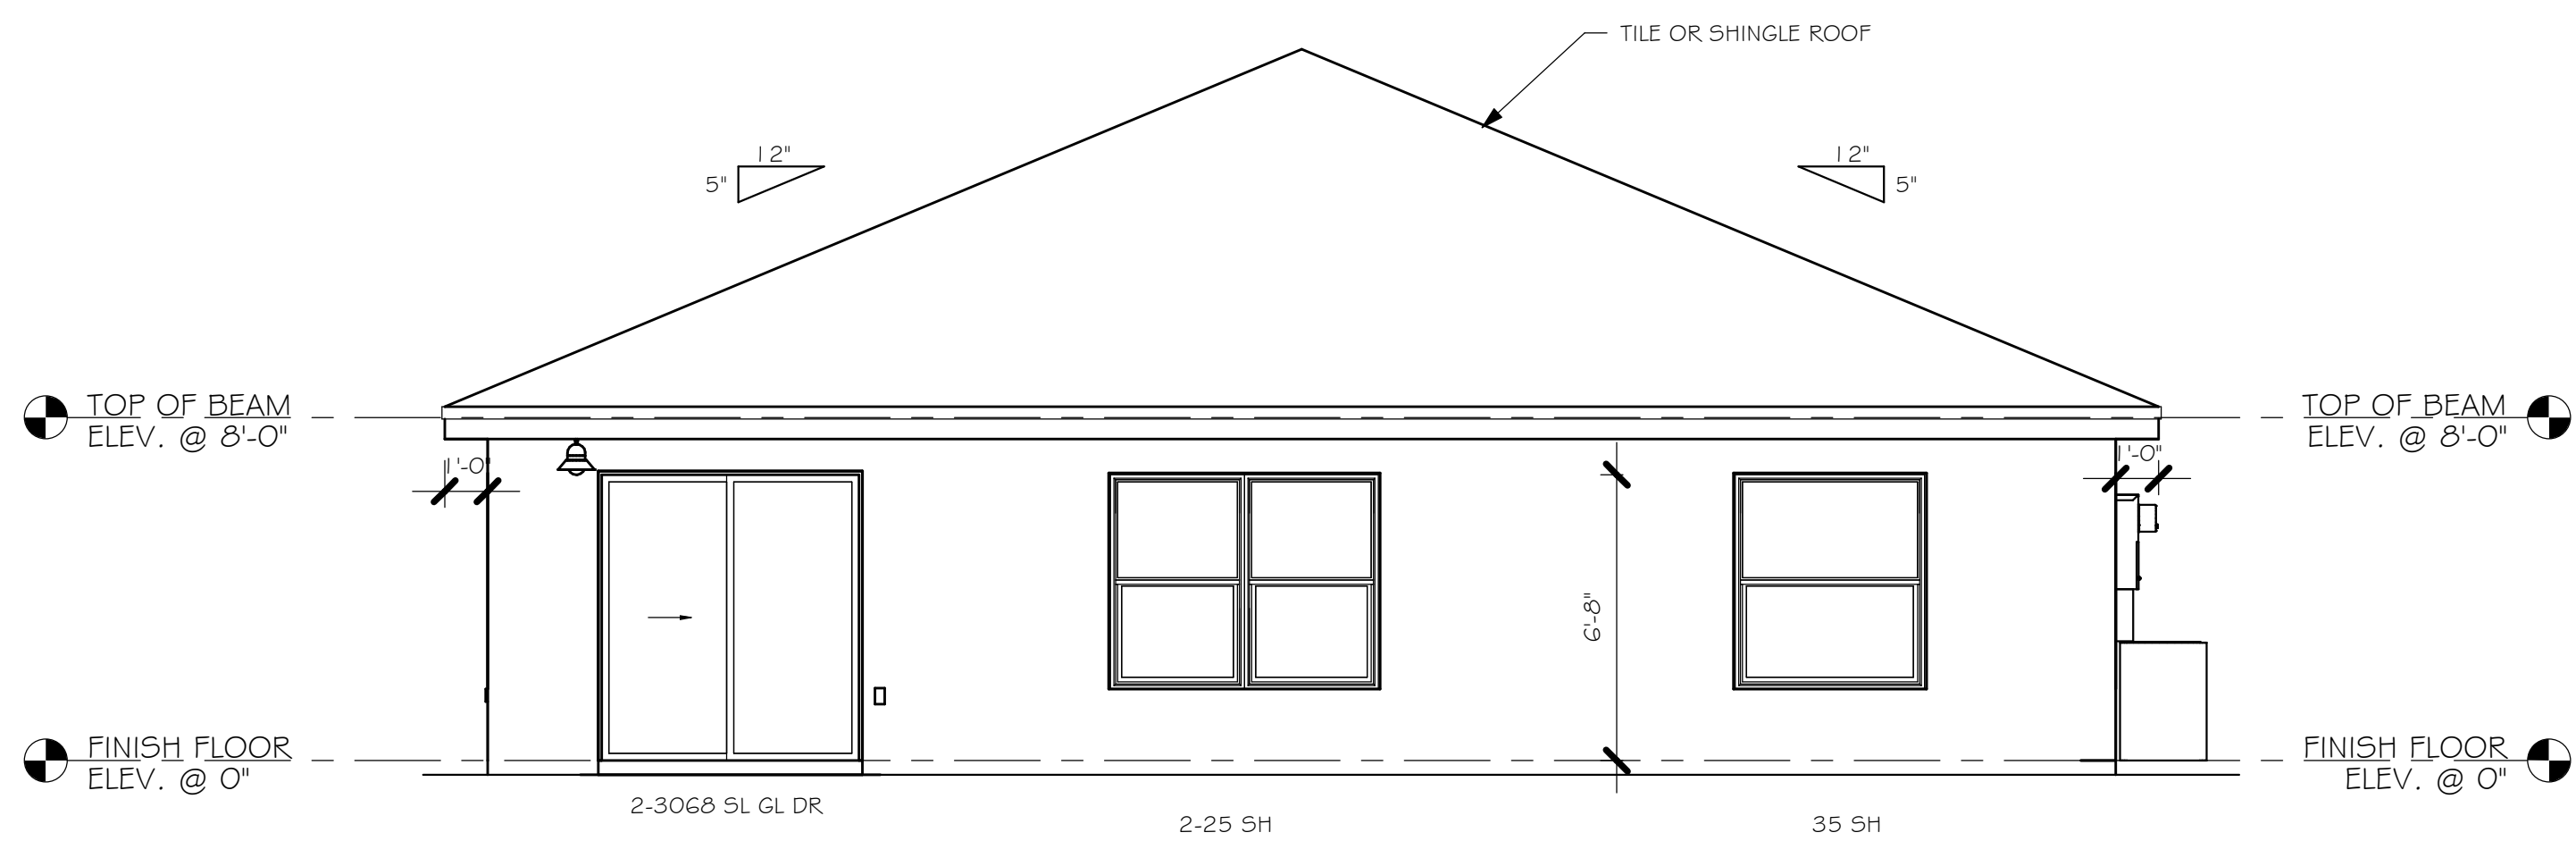 TILE OR SHINGLE ROOF
12"
5"
12"
5"
TOP OF BEAM
ELEV. @ 8'-0"
TOP OF BEAM
ELEV. @ 8'-0"
1'-0"
1'-0"
6'-8"
FINISH FLOOR
ELEV. @ 0"
FINISH FLOOR
ELEV. @ 0"
2-3068 SL GL DR
2-25 SH
35 SH